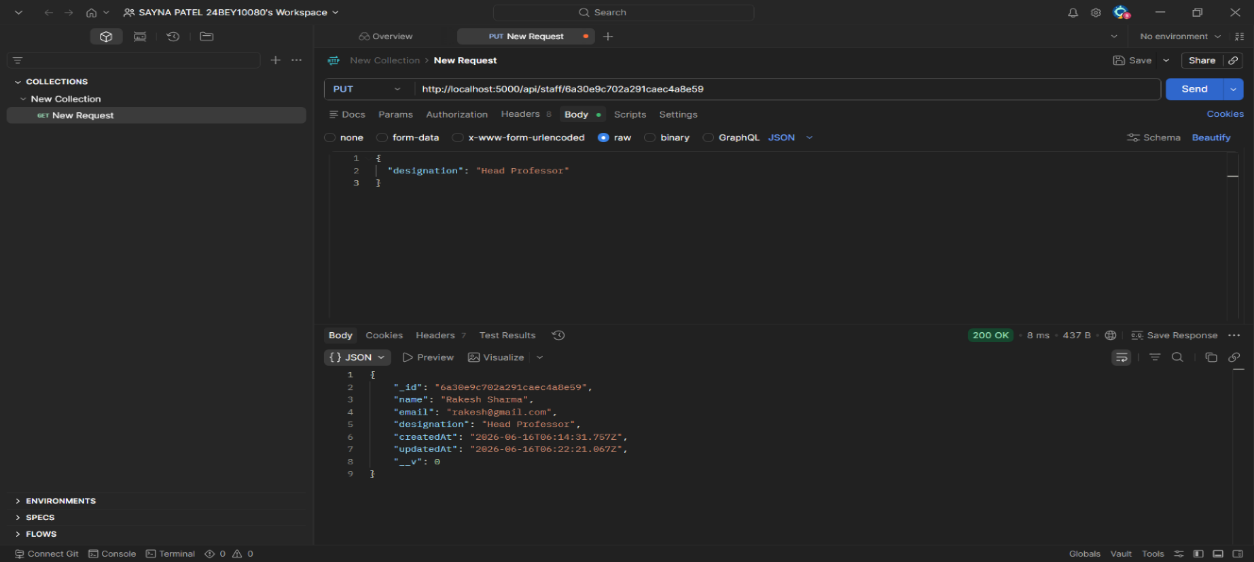 SAYNA PATEL 24BEY10080's Workspace
Search
Overview
PUT New Request
No environment
COLLECTIONS
New Collection
GET New Request
New Collection > New Request
Save
Share
PUT
http://localhost:5000/api/staff/6a30e9c702a291caec4a8e59
Send
Docs Params Authorization Headers 8 Body Scripts Settings
Cookies
none form-data x-www-form-urlencoded raw binary GraphQL JSON
Schema Beautify
1 {
2 "designation": "Head Professor"
3 }
Body Cookies Headers 7 Test Results
200 OK 8 ms 437 B Save Response
{ } JSON Preview Visualize
1 {
2 "_id": "6a30e9c702a291caec4a8e59",
3 "name": "Rakesh Sharma",
4 "email": "rakesh@gmail.com",
5 "designation": "Head Professor",
6 "createdAt": "2026-06-16T06:14:31.757Z",
7 "updatedAt": "2026-06-16T06:22:21.067Z",
8 "__v": 0
9 }
ENVIRONMENTS
SPECS
FLOWS
Connect Git Console Terminal 0 0
Globals Vault Tools